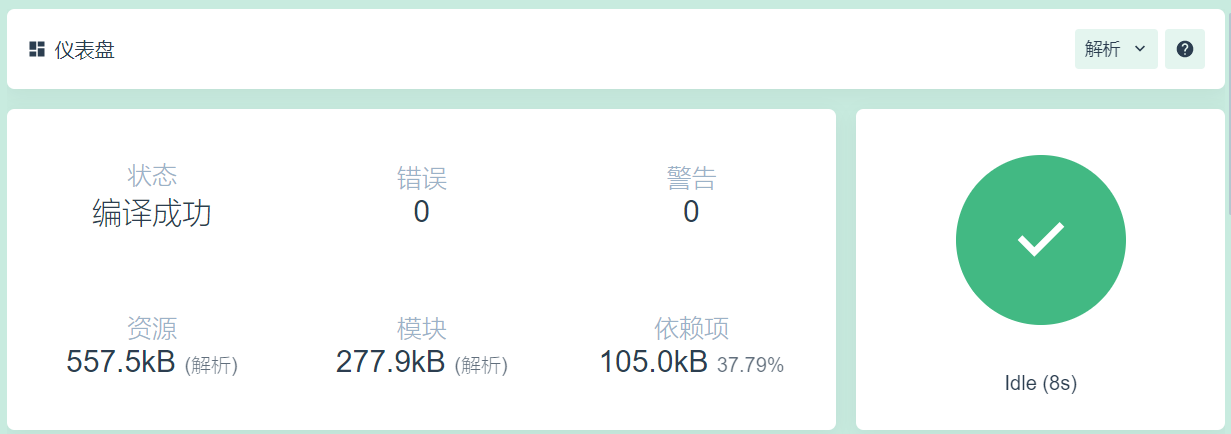 仪表盘
解析
状态
编译成功
错误
0
警告
0
资源
557.5kB (解析)
模块
277.9kB (解析)
依赖项
105.0kB 37.79%
Idle (8s)